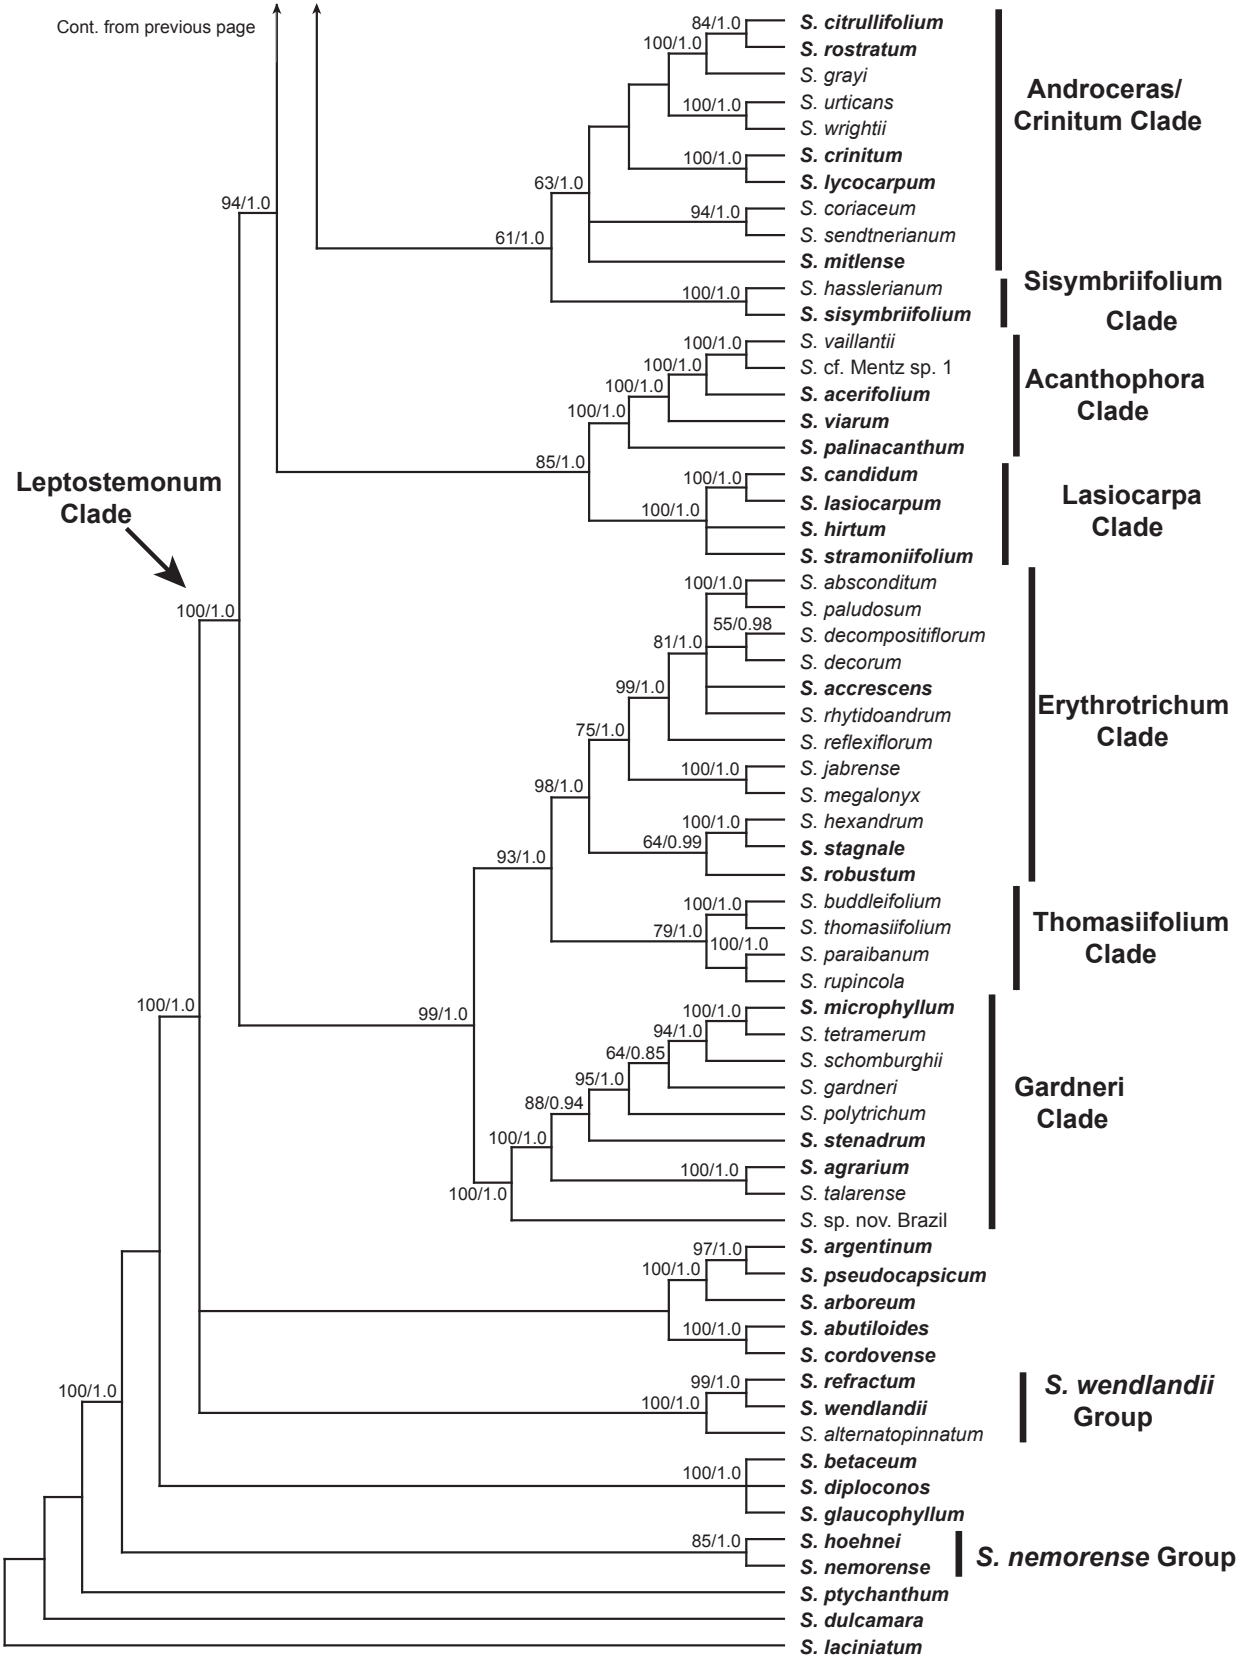 Cont. from previous page
84/1.0
S. citrullifolium
S. rostratum
100/1.0
S. grayi
100/1.0
S. urticans
S. wrightii
100/1.0
S. crinitum
S. lycocarpum
63/1.0
94/1.0
S. coriaceum
S. sendtnerianum
61/1.0
S. mitlense
Androceras/
Crinitum Clade
100/1.0
S. hasslerianum
S. sisymbriifolium
Sisymbriifolium
Clade
94/1.0
100/1.0
S. vaillantii
S. cf. Mentz sp. 1
100/1.0
S. acerifolium
100/1.0
S. viarum
100/1.0
S. palinacanthum
Acanthophora
Clade
85/1.0
100/1.0
S. candidum
S. lasiocarpum
100/1.0
S. hirtum
S. stramoniifolium
Lasiocarpa
Clade
Leptostemonum
Clade
100/1.0
100/1.0
S. absconditum
S. paludosum
55/0.98
S. decompositiflorum
S. decorum
81/1.0
S. accrescens
S. rhytidoandrum
99/1.0
S. reflexiflorum
75/1.0
100/1.0
S. jabrense
S. megalonyx
98/1.0
100/1.0
S. hexandrum
S. stagnale
64/0.99
S. robustum
Erythrotrichum
Clade
93/1.0
100/1.0
S. buddleifolium
S. thomasiifolium
79/1.0
100/1.0
S. paraibanum
S. rupincola
Thomasiifolium
Clade
100/1.0
99/1.0
100/1.0
S. microphyllum
S. tetramerum
94/1.0
S. schomburghii
64/0.85
S. gardneri
95/1.0
S. polytrichum
88/0.94
S. stenadrum
100/1.0
100/1.0
S. agrarium
S. talarense
100/1.0
S. sp. nov. Brazil
Gardneri
Clade
97/1.0
S. argentinum
S. pseudocapsicum
100/1.0
S. arboreum
100/1.0
S. abutiloides
S. cordovense
100/1.0
99/1.0
S. refractum
S. wendlandii
100/1.0
S. alternatopinnatum
S. wendlandii
Group
100/1.0
S. betaceum
S. diploconos
S. glaucophyllum
85/1.0
S. hoehnei
S. nemorense
S. nemorense Group
S. ptychanthum
S. dulcamara
S. laciniatum